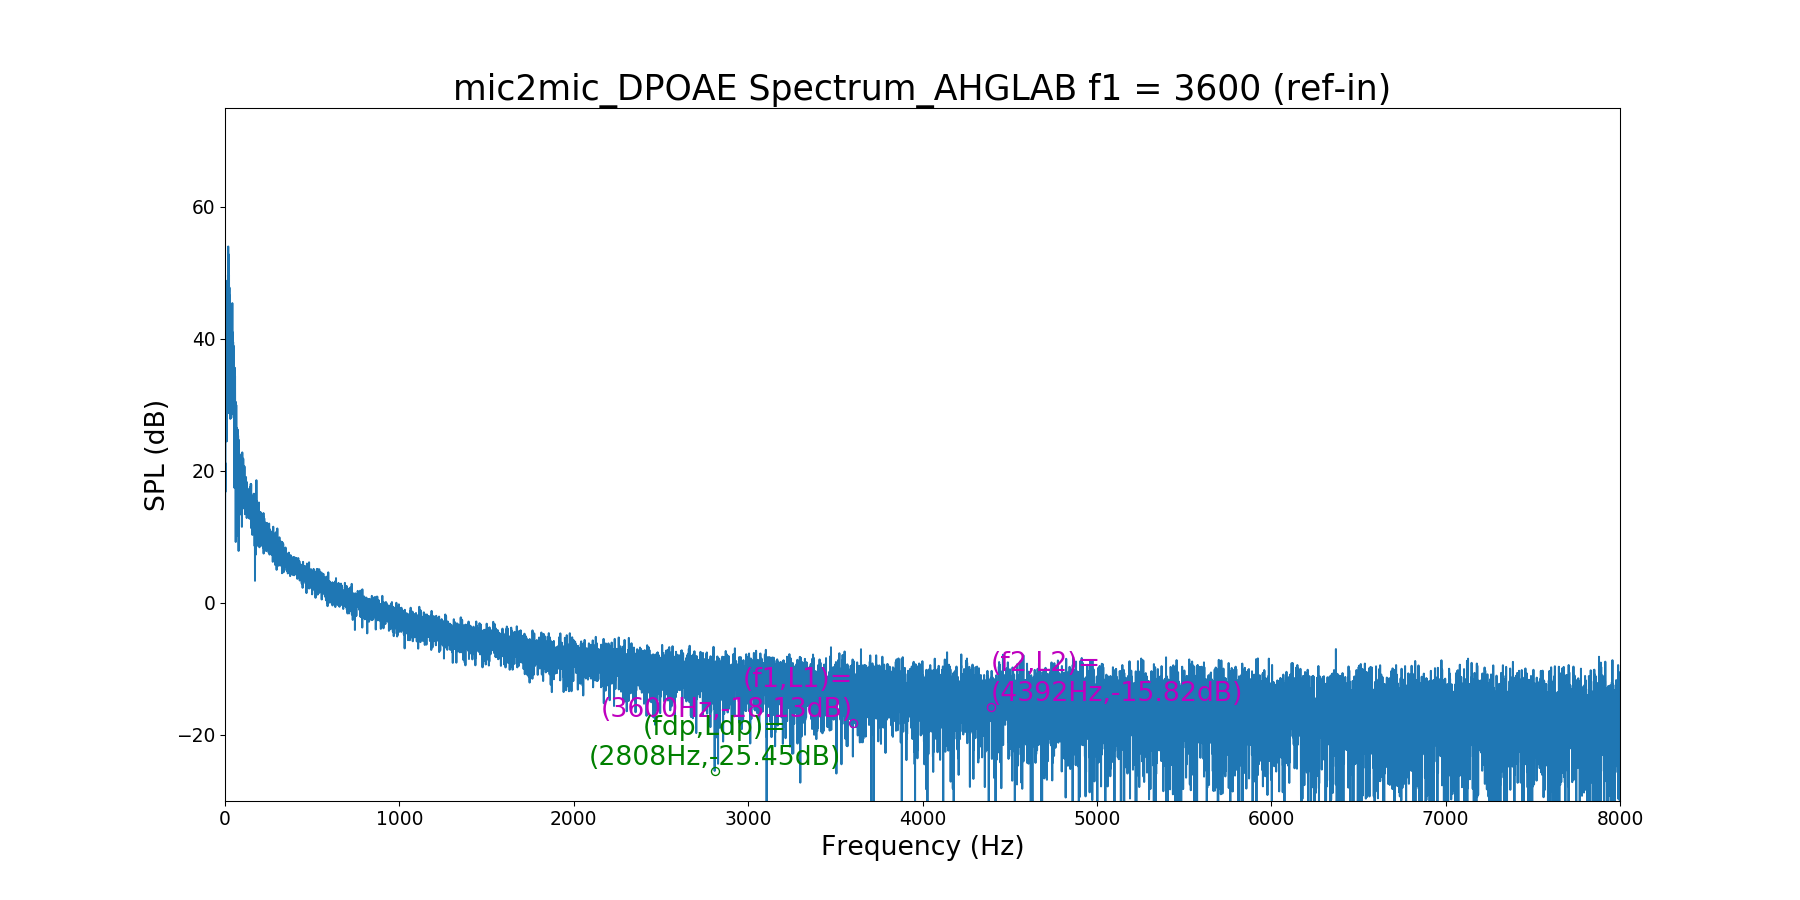 mic2mic_DPOAE Spectrum_AHGLAB f1 = 3600 (ref-in)
SPL (dB)
60
40
20
0
−20
(f1,L1)=
(3600Hz,-18.13dB)
(f2,L2)=
(4392Hz,-15.82dB)
(fdp,Ldp)=
(2808Hz,-25.45dB)
0 1000 2000 3000 4000 5000 6000 7000 8000
Frequency (Hz)